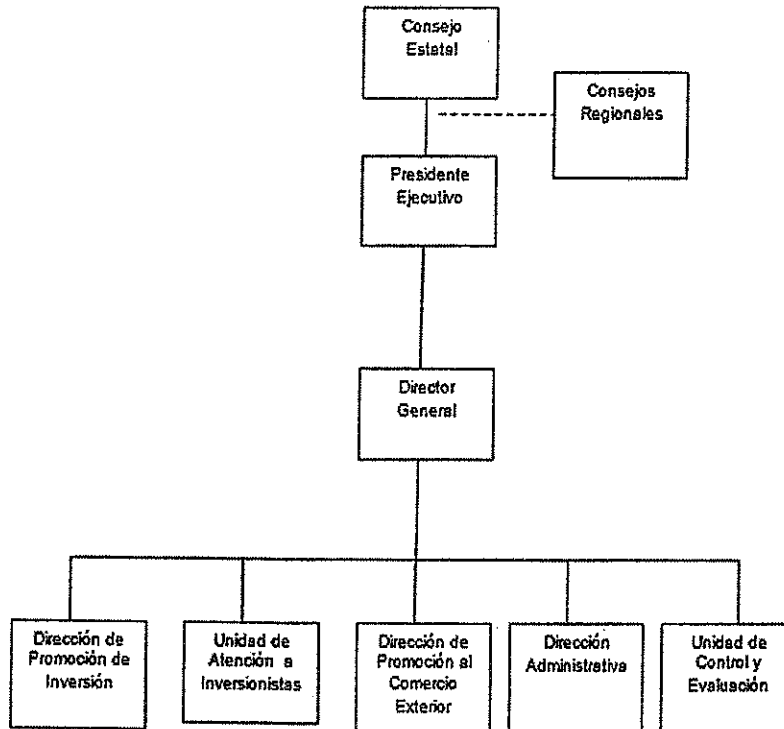 Consejo
Estatal
Consejos
Regionales
Presidente
Ejecutivo
Director
General
Dirección de
Promoción de
Inversión
Unidad de
Atención a
Inversionistas
Dirección de
Promoción al
Comercio
Exterior
Dirección
Administrativa
Unidad de
Control y
Evaluación